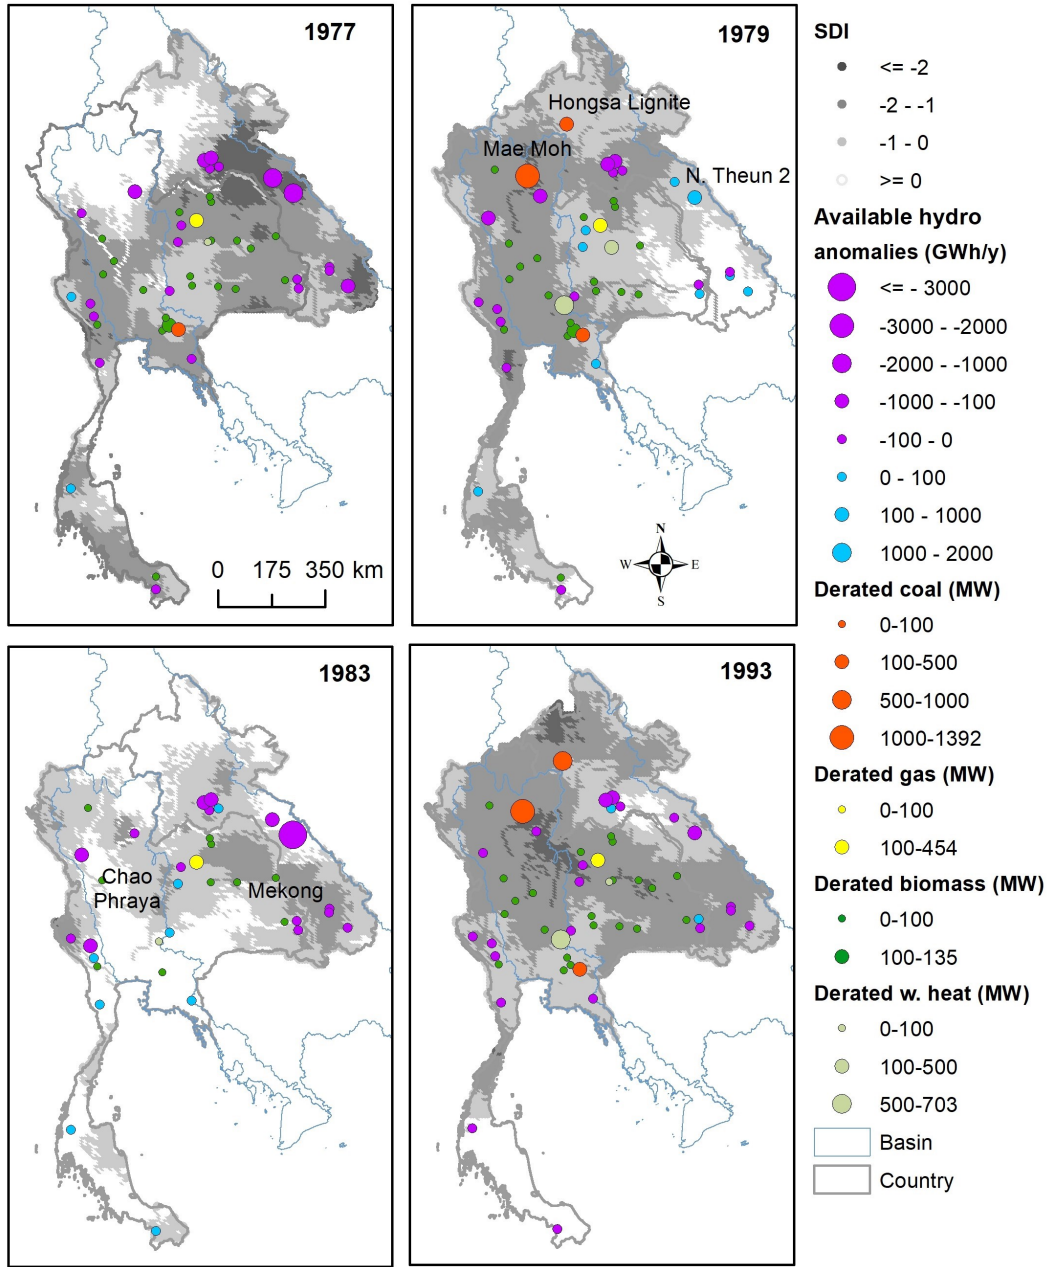 1977
0 175 350 km
1979
Hongsa Lignite
Mae Moh
N. Theun 2
N
W E
S
1983
Chao
Phraya
Mekong
1993
SDI
<= -2
-2 - -1
-1 - 0
>= 0
Available hydro
anomalies (GWh/y)
<= - 3000
-3000 - -2000
-2000 - -1000
-1000 - -100
-100 - 0
0 - 100
100 - 1000
1000 - 2000
Derated coal (MW)
0-100
100-500
500-1000
1000-1392
Derated gas (MW)
0-100
100-454
Derated biomass (MW)
0-100
100-135
Derated w. heat (MW)
0-100
100-500
500-703
Basin
Country